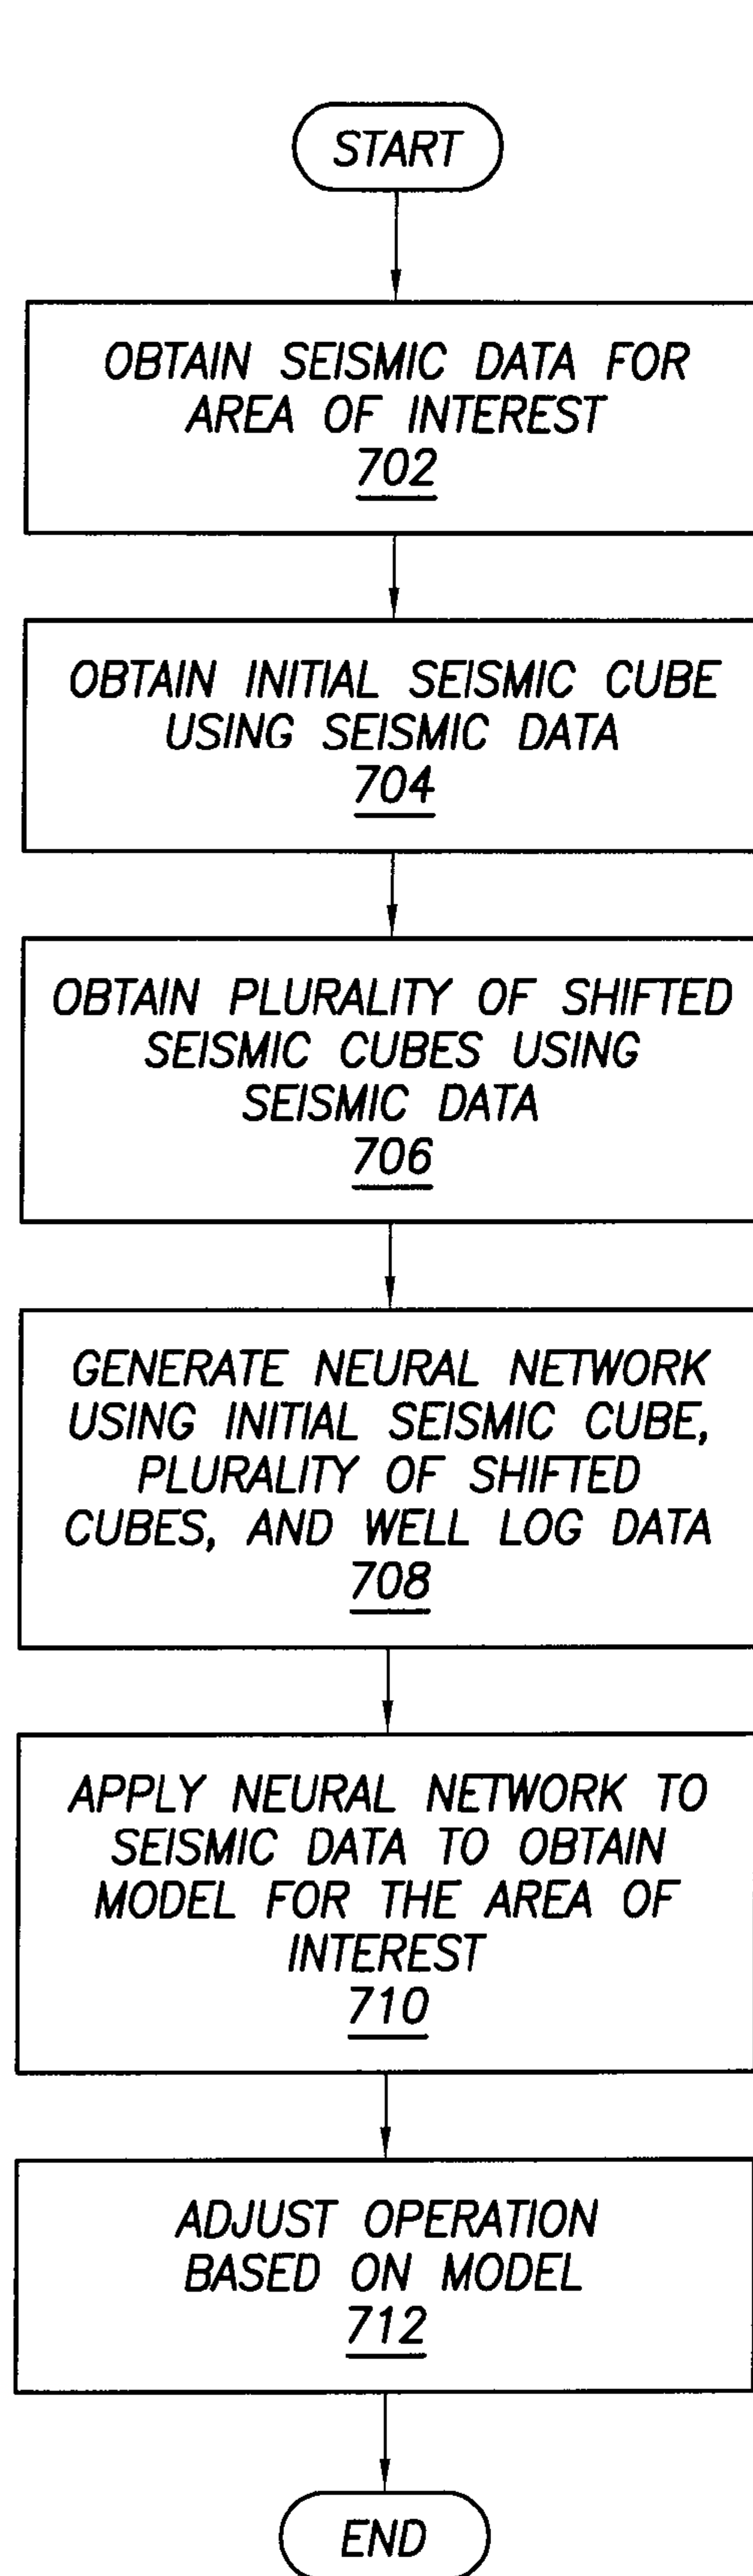 START
OBTAIN SEISMIC DATA FOR
AREA OF INTEREST
702
OBTAIN INITIAL SEISMIC CUBE
USING SEISMIC DATA
704
OBTAIN PLURALITY OF SHIFTED
SEISMIC CUBES USING
SEISMIC DATA
706
GENERATE NEURAL NETWORK
USING INITIAL SEISMIC CUBE,
PLURALITY OF SHIFTED
CUBES, AND WELL LOG DATA
708
APPLY NEURAL NETWORK TO
SEISMIC DATA TO OBTAIN
MODEL FOR THE AREA OF
INTEREST
710
ADJUST OPERATION
BASED ON MODEL
712
END